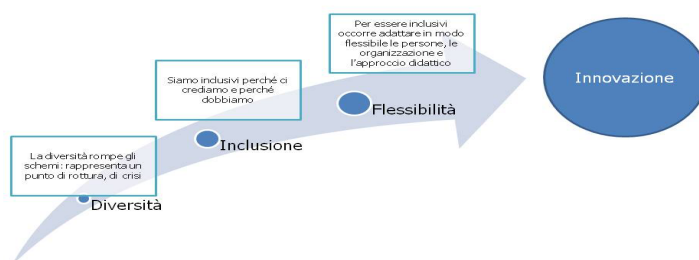 Per essere inclusivi
occorre adattare in modo
flessibile le persone, le
organizzazione e
l'approccio didattico
Innovazione
Siamo inclusivi perché ci
crediamo e perché
dobbiamo
Flessibilità
Inclusione
La diversità rompe gli
schemi: rappresenta un
punto di rottura, di crisi
Diversità